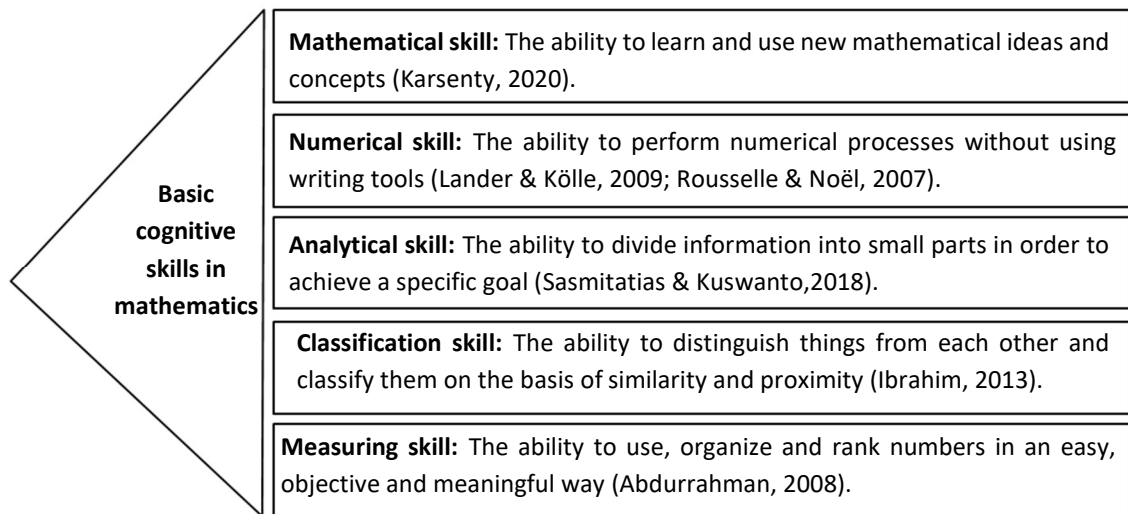 Basic
cognitive
skills in
mathematics
Mathematical skill: The ability to learn and use new mathematical ideas and
concepts (Karsenty, 2020).
Numerical skill: The ability to perform numerical processes without using
writing tools (Lander & Kölle, 2009; Rousselle & Noël, 2007).
Analytical skill: The ability to divide information into small parts in order to
achieve a specific goal (Sasmitatias & Kuswanto,2018).
Classification skill: The ability to distinguish things from each other and
classify them on the basis of similarity and proximity (Ibrahim, 2013).
Measuring skill: The ability to use, organize and rank numbers in an easy,
objective and meaningful way (Abdurrahman, 2008).